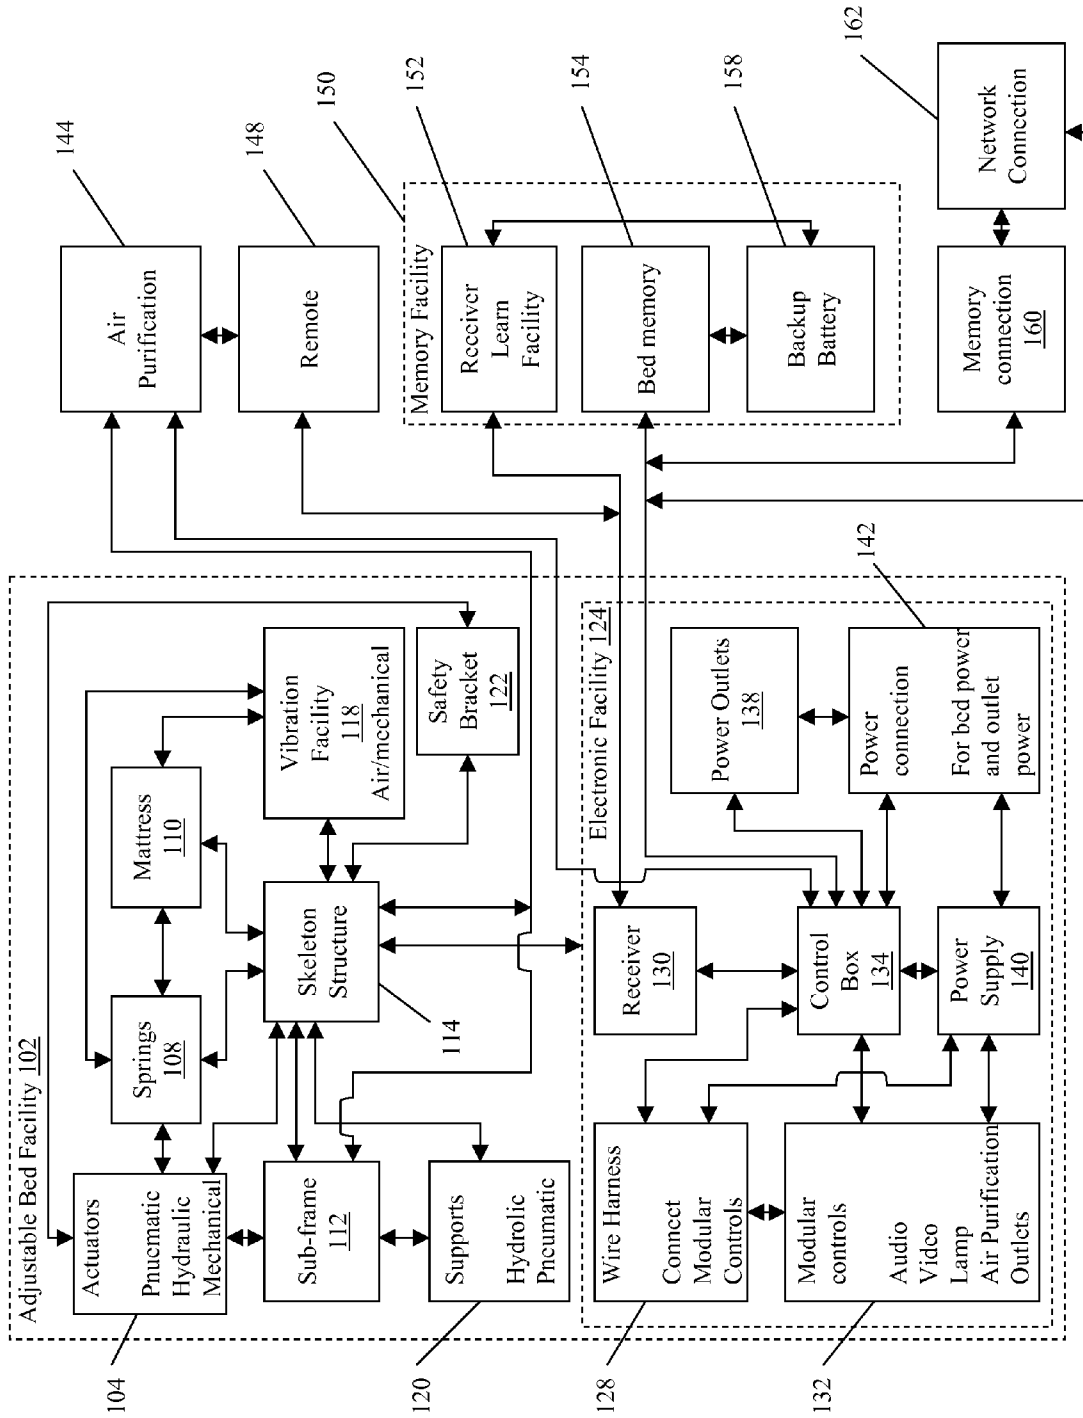 Adjustable Bed Facility 102
104
Actuators
Pneumatic
Hydraulic
Mechanical
Springs
108
Mattress
110
Vibration
Facility
118
Air/mechanical
Sub-frame
112
Skeleton
Structure
114
Safety
Bracket
122
120
Supports
Hydrolic
Pneumatic
Electronic Facility 124
128
Wire Harness
Connect
Modular
Controls
Receiver
130
Power Outlets
138
132
Modular
controls
Audio
Video
Lamp
Air Purification
Outlets
Control
Box
134
Power
connection
For bed power
and outlet
power
142
Power
Supply
140
Air
Purification
144
Remote
148
Memory Facility
150
Receiver
Learn
Facility
152
Bed memory
154
Backup
Battery
158
Memory
connection
160
Network
Connection
162